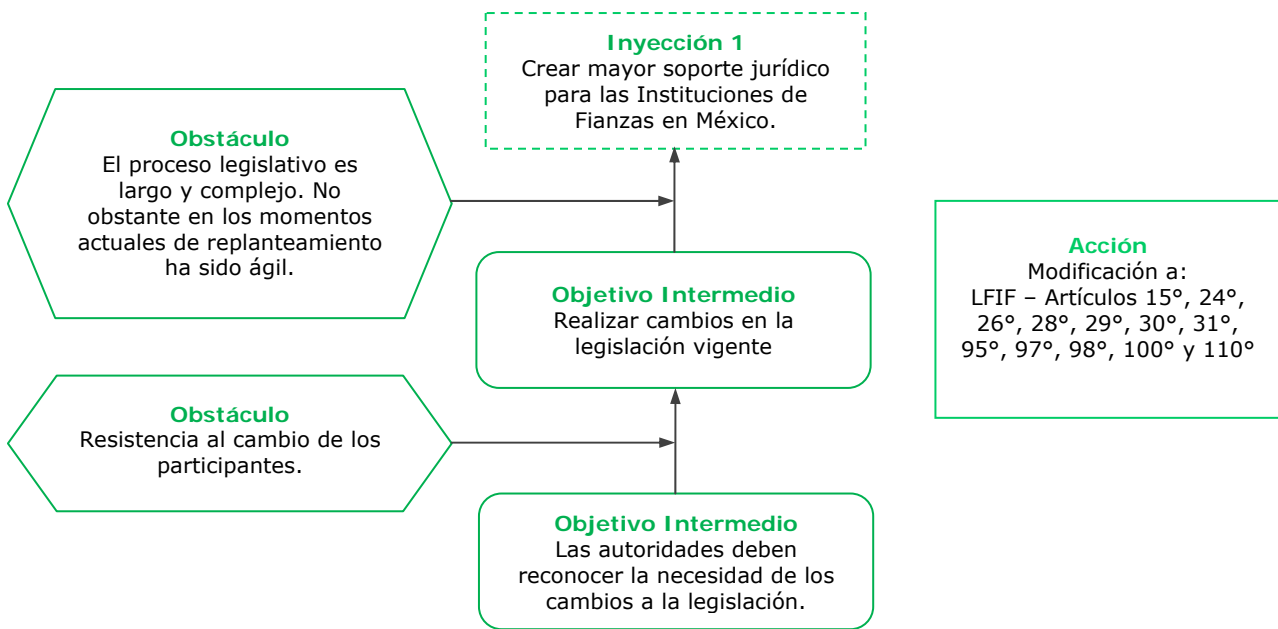 Inyección 1
Crear mayor soporte jurídico
para las Instituciones de
Fianzas en México.
Obstáculo
El proceso legislativo es
largo y complejo. No
obstante en los momentos
actuales de replanteamiento
ha sido ágil.
Objetivo Intermedio
Realizar cambios en la
legislación vigente
Acción
Modificación a:
LFIF – Artículos 15°, 24°,
26°, 28°, 29°, 30°, 31°,
95°, 97°, 98°, 100° y 110°
Obstáculo
Resistencia al cambio de los
participantes.
Objetivo Intermedio
Las autoridades deben
reconocer la necesidad de los
cambios a la legislación.